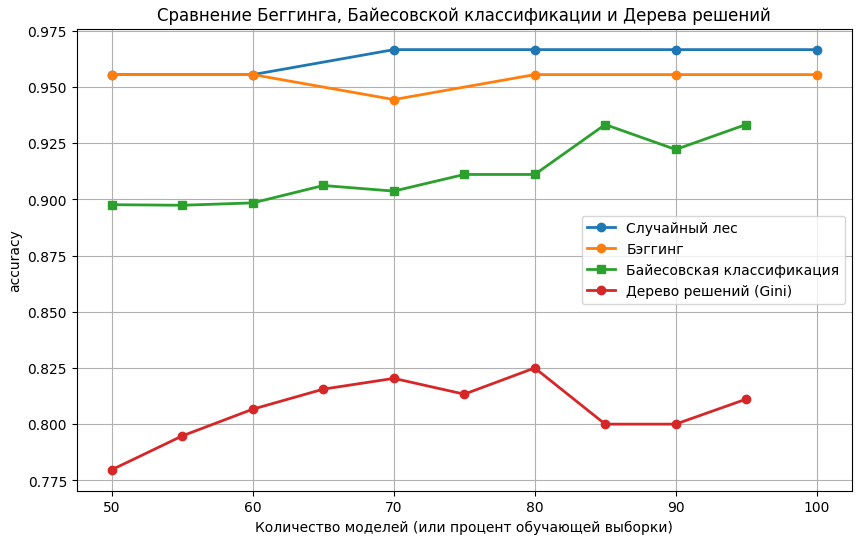 Сравнение Беггинга, Байесовской классификации и Дерева решений
0.975
0.950
0.925
0.900
0.875
0.850
0.825
0.800
0.775
accuracy
Случайный лес
Бэггинг
Байесовская классификация
Дерево решений (Gini)
50 60 70 80 90 100
Количество моделей (или процент обучающей выборки)